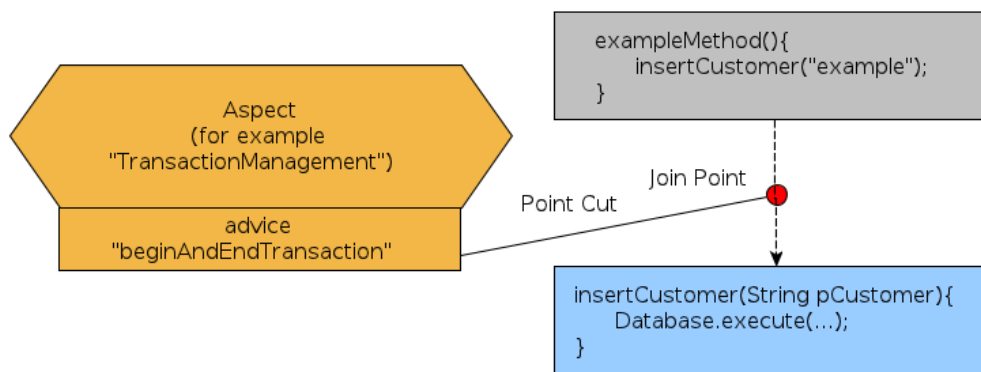 exampleMethod(){
insertCustomer("example");
}
Aspect
(for example
"TransactionManagement")
Join Point
Point Cut
advice
"beginAndEndTransaction"
insertCustomer(String pCustomer){
Database.execute(...);
}